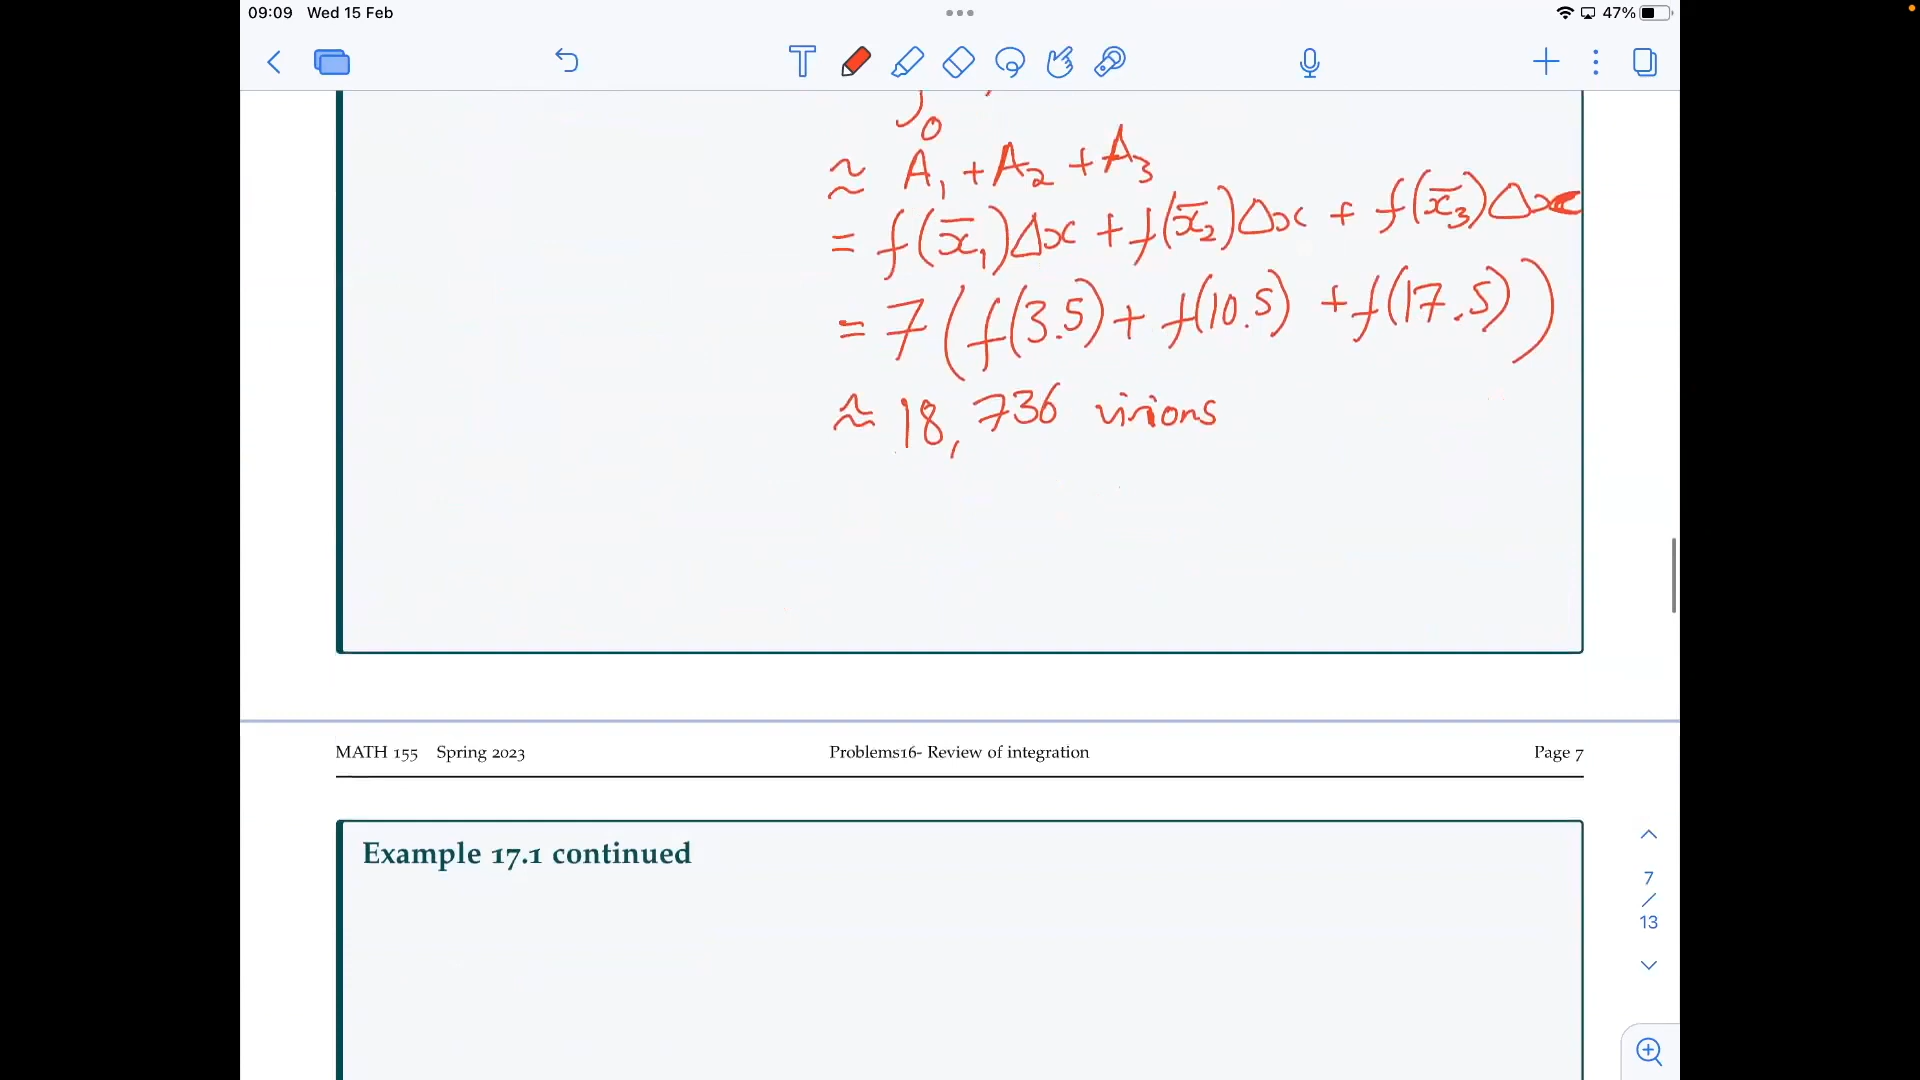 09:09 Wed 15 Feb
47%
∫₀
≈ A₁ + A₂ + A₃
= f(x̄₁)Δx + f(x̄₂)Δx + f(x̄₃)Δx
= 7(f(3.5) + f(10.5) + f(17.5))
≈ 18,736 virions
MATH 155 Spring 2023 Problems16- Review of integration Page 7
Example 17.1 continued
7
/
13